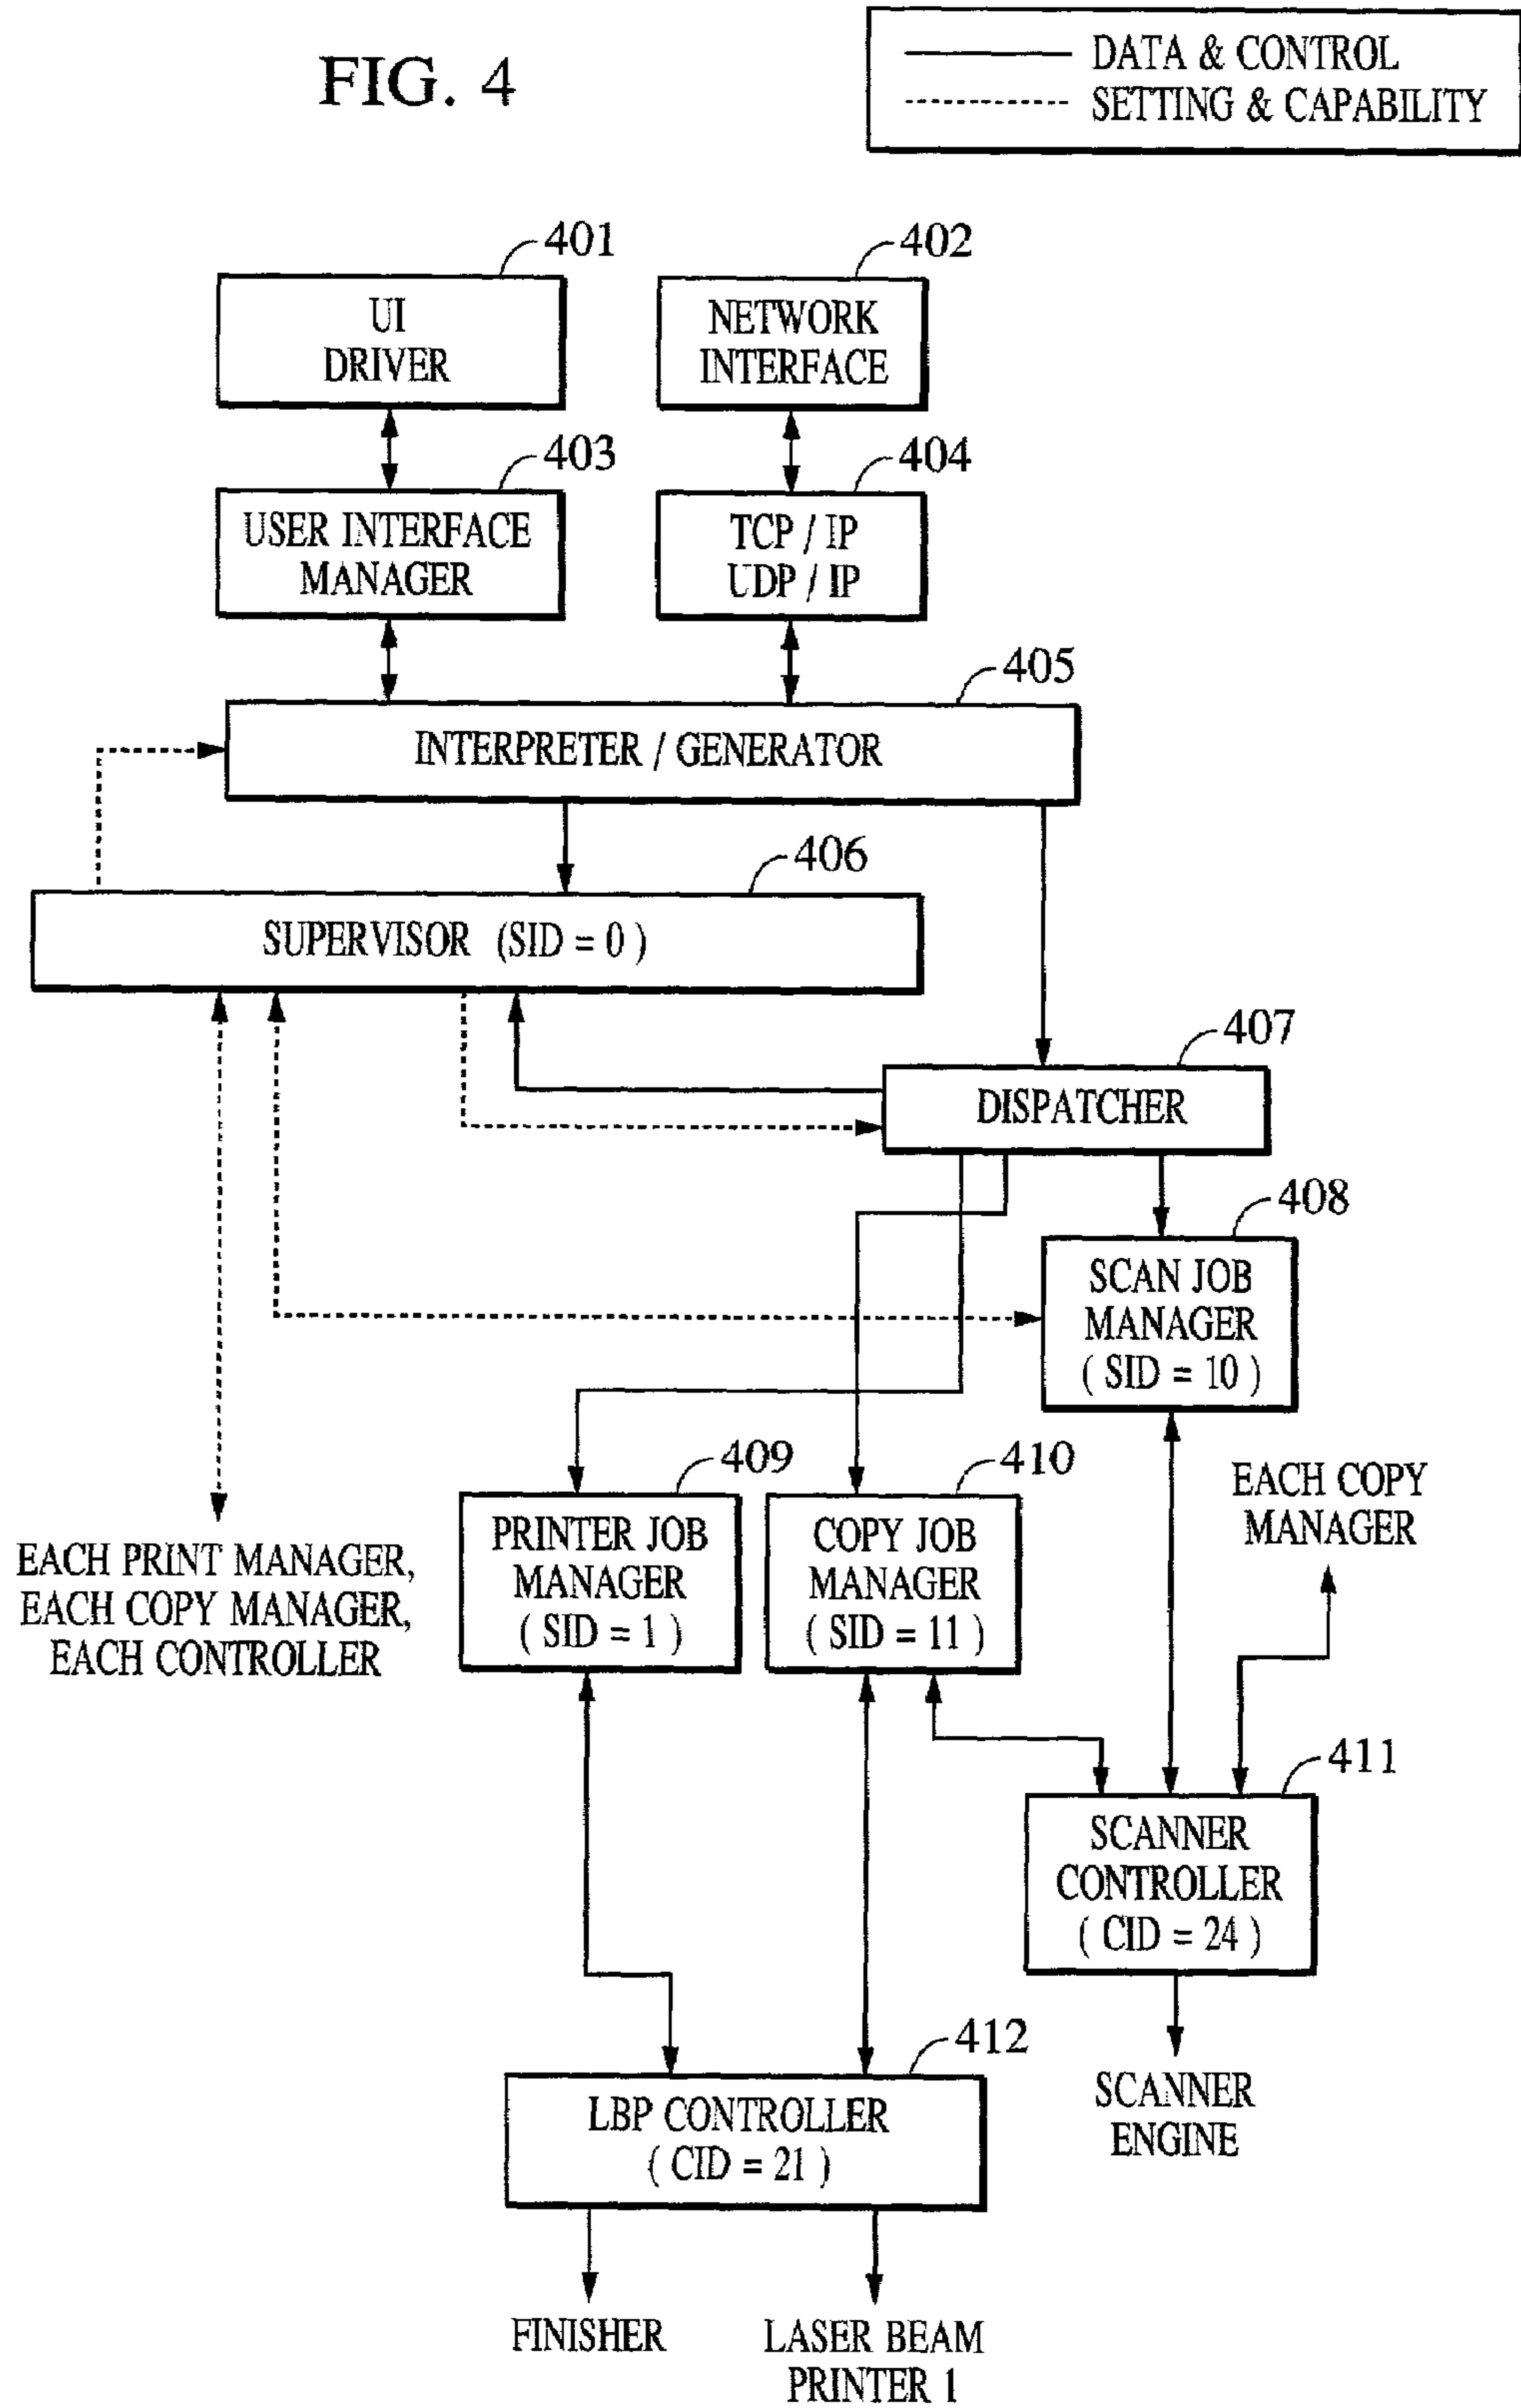 FIG. 4
DATA & CONTROL
SETTING & CAPABILITY
401
402
UI
DRIVER
NETWORK
INTERFACE
403
404
USER INTERFACE
MANAGER
TCP / IP
UDP / IP
405
INTERPRETER / GENERATOR
406
SUPERVISOR (SID = 0 )
407
DISPATCHER
408
SCAN JOB
MANAGER
( SID = 10 )
409
410
EACH COPY
MANAGER
PRINTER JOB
MANAGER
( SID = 1 )
COPY JOB
MANAGER
( SID = 11 )
EACH PRINT MANAGER,
EACH COPY MANAGER,
EACH CONTROLLER
411
SCANNER
CONTROLLER
( CID = 24 )
412
LBP CONTROLLER
( CID = 21 )
SCANNER
ENGINE
FINISHER
LASER BEAM
PRINTER 1